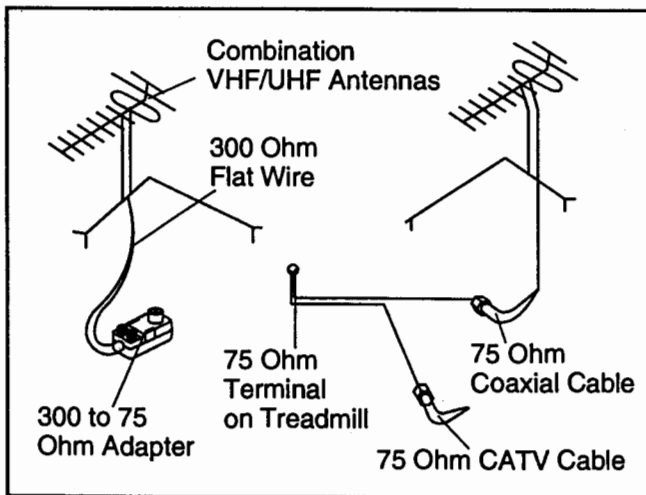 Combination
VHF/UHF Antennas
300 Ohm
Flat Wire
300 to 75
Ohm Adapter
75 Ohm
Terminal
on Treadmill
75 Ohm
Coaxial Cable
75 Ohm CATV Cable